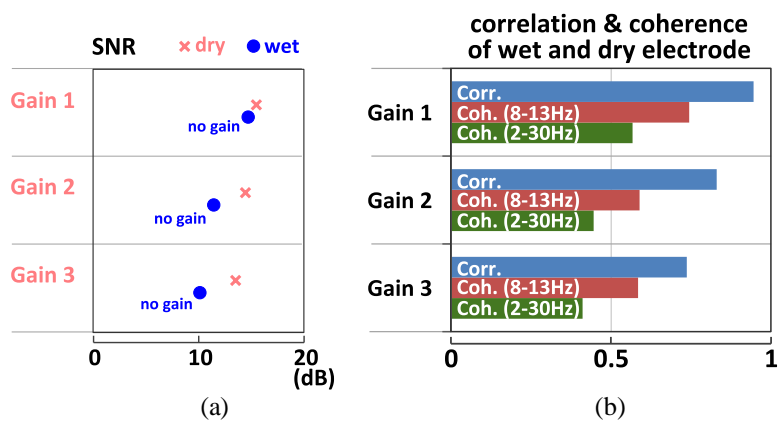 SNR
× dry ● wet
Gain 1
no gain
Gain 2
no gain
Gain 3
no gain
0 10 20
(dB)
(a)
correlation & coherence
of wet and dry electrode
Gain 1
Corr.
Coh. (8-13Hz)
Coh. (2-30Hz)
Gain 2
Corr.
Coh. (8-13Hz)
Coh. (2-30Hz)
Gain 3
Corr.
Coh. (8-13Hz)
Coh. (2-30Hz)
0 0.5 1
(b)